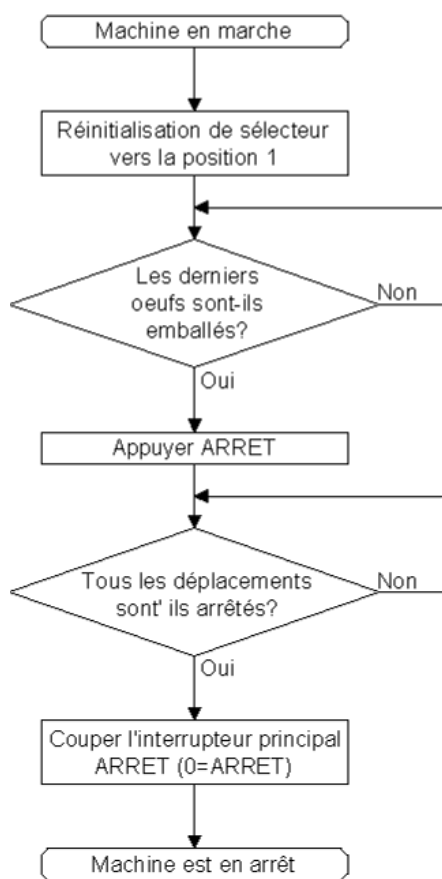 Machine en marche
Réinitialisation de sélecteur
vers la position 1
Les derniers
oeufs sont-ils
emballés?
Non
Oui
Appuyer ARRET
Tous les déplacements
sont' ils arrêtés?
Non
Oui
Couper l'interrupteur principal
ARRET (0=ARRET)
Machine est en arrêt